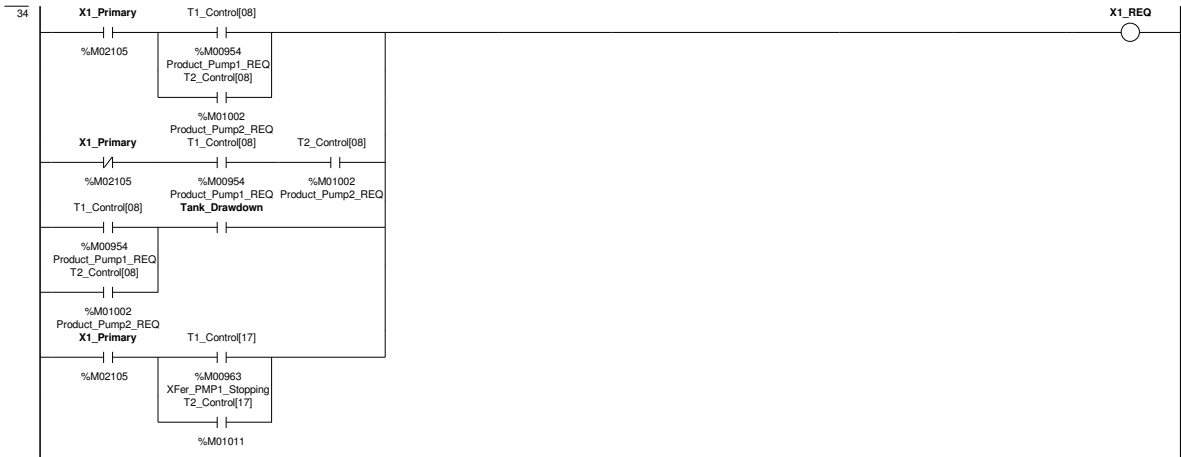 34 X1_Primary T1_Control[08] X1_REQ
%M02105 %M00954
Product_Pump1_REQ
T2_Control[08]
%M01002
Product_Pump2_REQ
X1_Primary T1_Control[08] T2_Control[08]
%M02105 %M00954 %M01002
Product_Pump1_REQ Product_Pump2_REQ
T1_Control[08] Tank_Drawdown
%M00954
Product_Pump1_REQ
T2_Control[08]
%M01002
Product_Pump2_REQ
X1_Primary T1_Control[17]
%M02105 %M00963
XFer_PMP1_Stopping
T2_Control[17]
%M01011